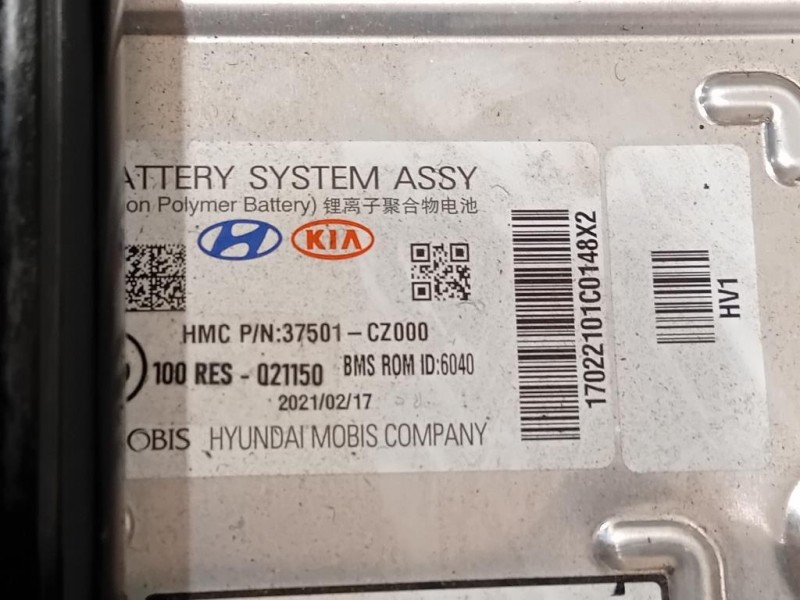 ATTERY SYSTEM ASSY
on Polymer Battery) 锂离子聚合物电池
KIA
HMC P/N:37501-CZ000
100 RES - Q21150 BMS ROM ID:6040
2021/02/17
OBIS HYUNDAI MOBIS COMPANY
17022101C0148X2
HV1